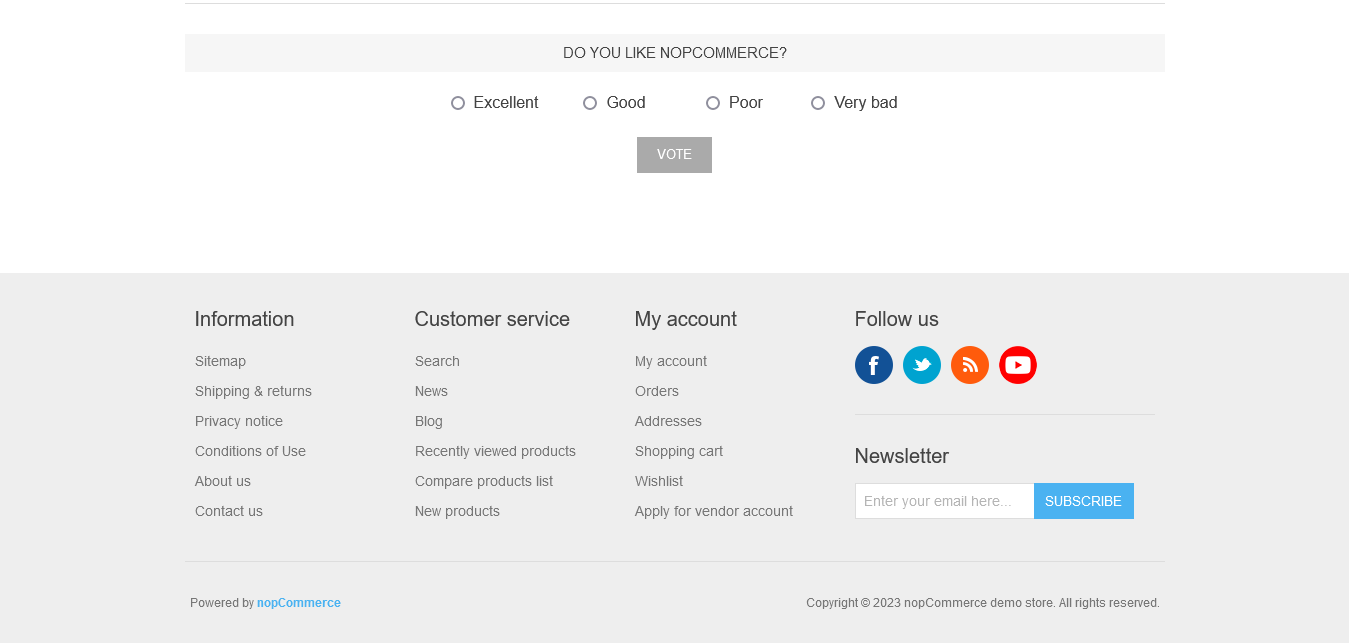 DO YOU LIKE NOPCOMMERCE?
Excellent Good Poor Very bad
VOTE
Information
Sitemap
Shipping & returns
Privacy notice
Conditions of Use
About us
Contact us
Customer service
Search
News
Blog
Recently viewed products
Compare products list
New products
My account
My account
Orders
Addresses
Shopping cart
Wishlist
Apply for vendor account
Follow us
Newsletter
Enter your email here... SUBSCRIBE
Powered by nopCommerce
Copyright © 2023 nopCommerce demo store. All rights reserved.